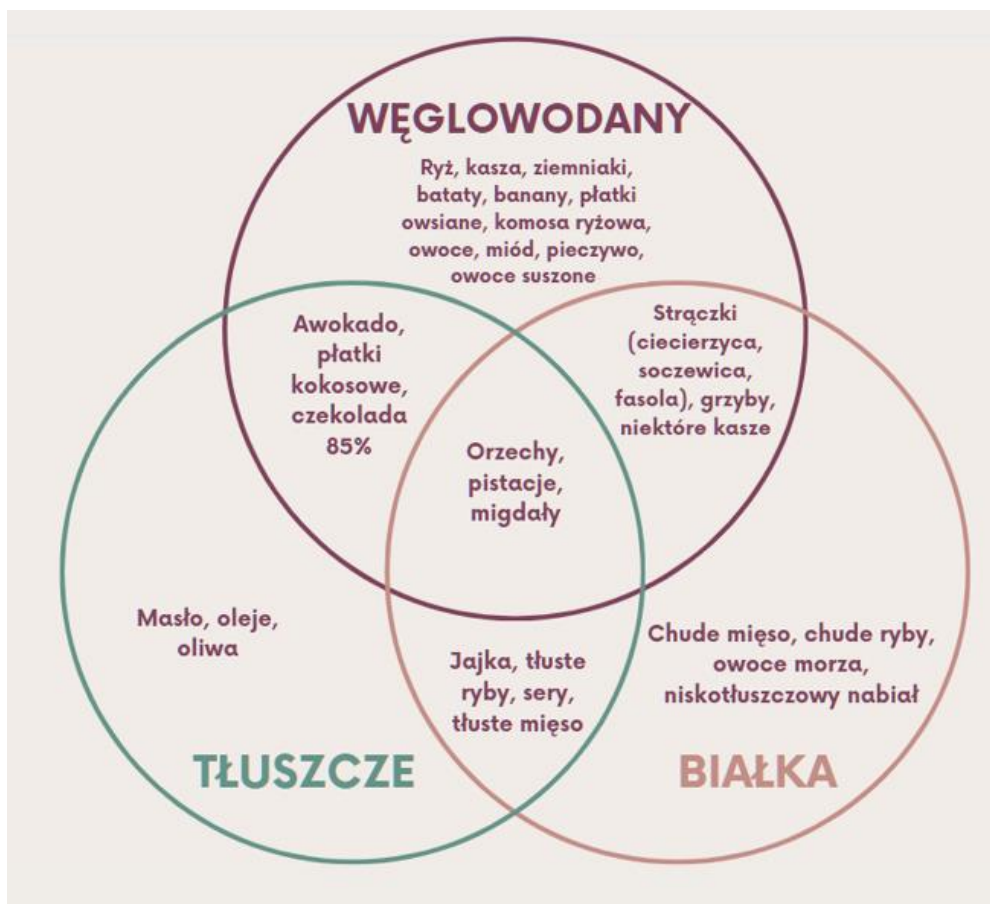 WĘGLOWODANY
Ryż, kasza, ziemniaki,
bataty, banany, płatki
owsiane, komosa ryżowa,
owoce, miód, pieczywo,
owoce suszone
Awokado,
płatki
kokosowe,
czekolada
85%
Strączki
(ciecierzyca,
soczewica,
fasola), grzyby,
niektóre kasze
Orzechy,
pistacje,
migdały
Masło, oleje,
oliwa
Jajka, tłuste
ryby, sery,
tłuste mięso
Chude mięso, chude ryby,
owoce morza,
niskotłuszczowy nabiał
TŁUSZCZE
BIAŁKA